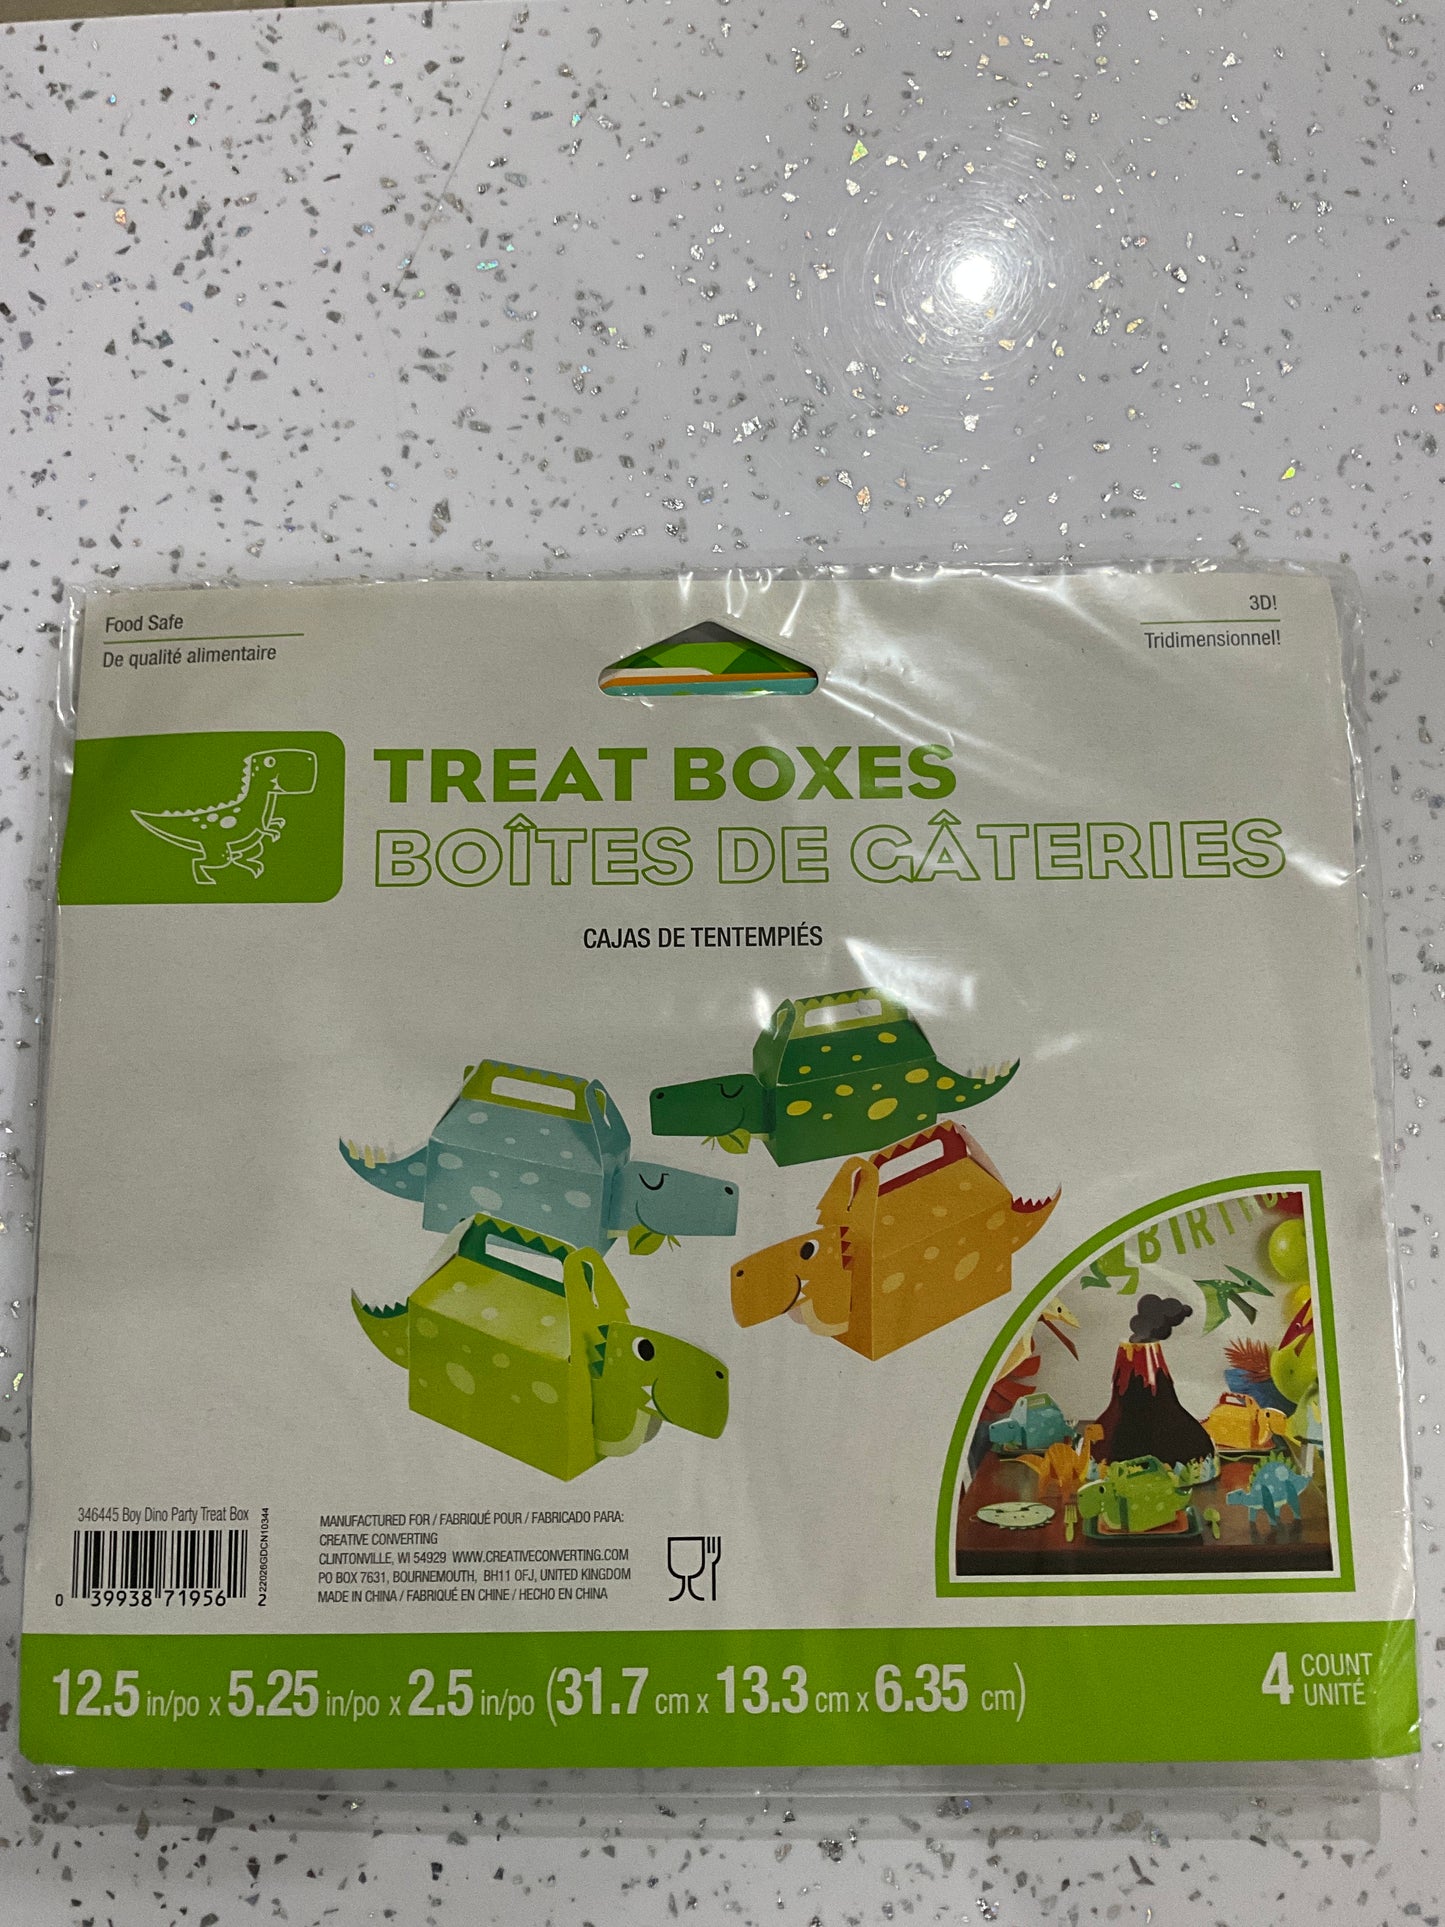 Food Safe
De qualité alimentaire
3D!
Tridimensionnel!
TREAT BOXES
BOÎTES DE GÂTERIES
CAJAS DE TENTEMPIÉS
BIRTH
346445 Boy Dino Party Treat Box
0 39938 71956 2
22026GDCN10344
MANUFACTURED FOR / FABRIQUÉ POUR / FABRICADO PARA:
CREATIVE CONVERTING
CLINTONVILLE, WI 54929 WWW.CREATIVECONVERTING.COM
PO BOX 7631, BOURNEMOUTH, BH11 0FJ, UNITED KINGDOM
MADE IN CHINA / FABRIQUÉ EN CHINE / HECHO EN CHINA
12.5 in/po x 5.25 in/po x 2.5 in/po (31.7 cm x 13.3 cm x 6.35 cm)
4 COUNT
UNITÉ